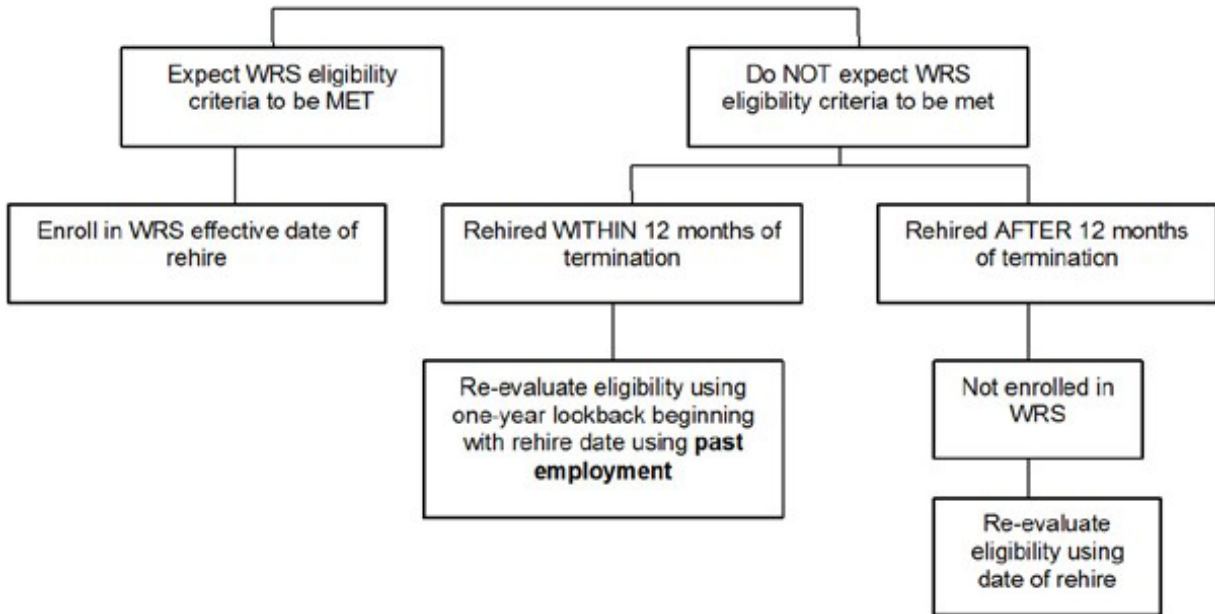 Expect WRS eligibility
criteria to be MET
Do NOT expect WRS
eligibility criteria to be met
Enroll in WRS effective date of
rehire
Rehired WITHIN 12 months of
termination
Rehired AFTER 12 months
of termination
Re-evaluate eligibility using
one-year lookback beginning
with rehire date using past
employment
Not enrolled in
WRS
Re-evaluate
eligibility using
date of rehire